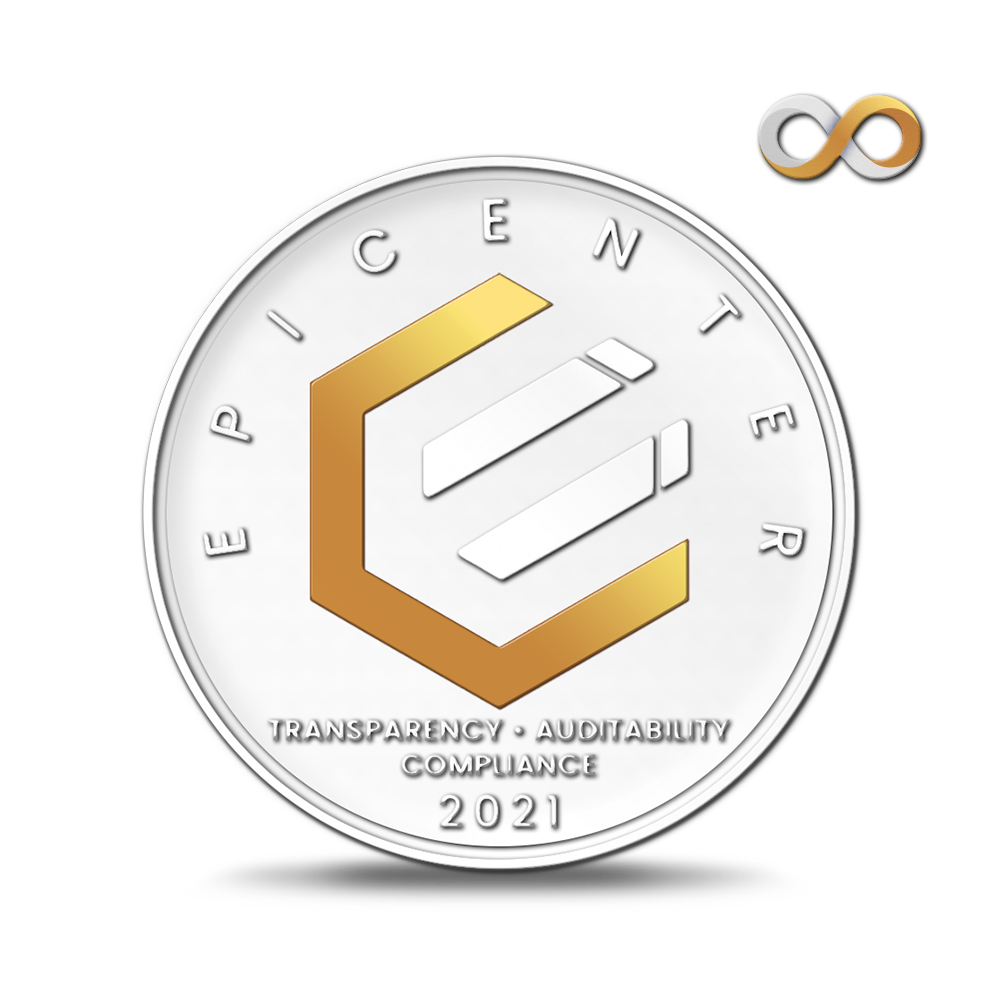 EPICENTER
TRANSPARENCY • AUDITABILITY
COMPLIANCE
2021